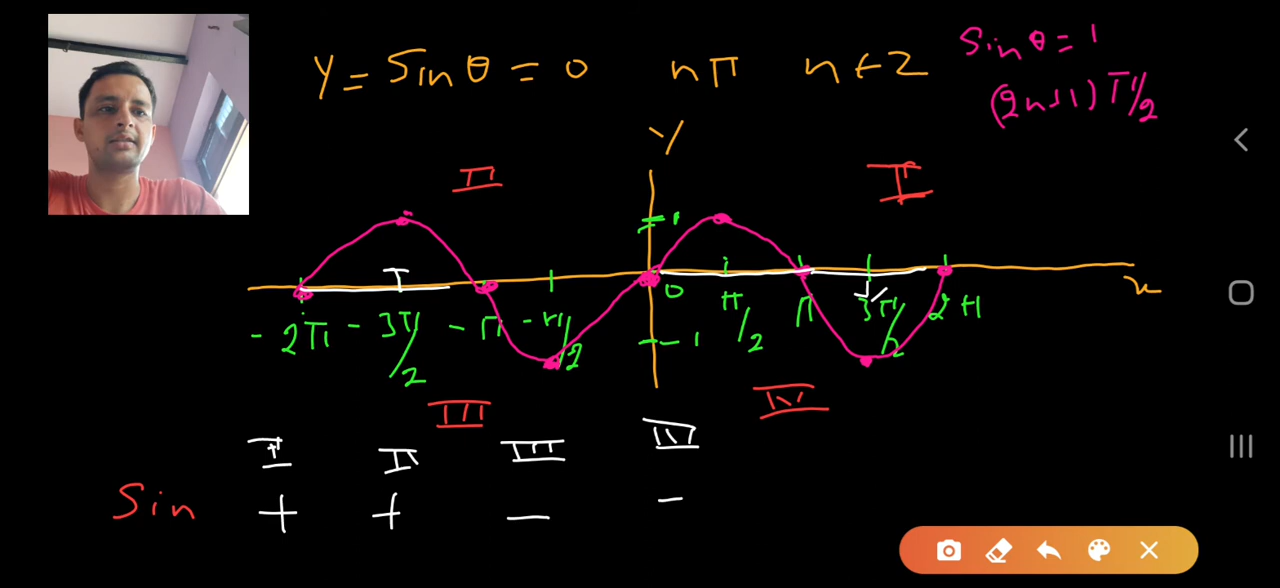 y = Sin θ = 0 nπ n ∈ Z
Sin θ = 1
(2n+1) π/2
Y
II I
1
0
- 2π - 3π/2 - π - π/2 π/2 π 3π/2 2π x
- 1
III IV
I II III IV
Sin + + — —